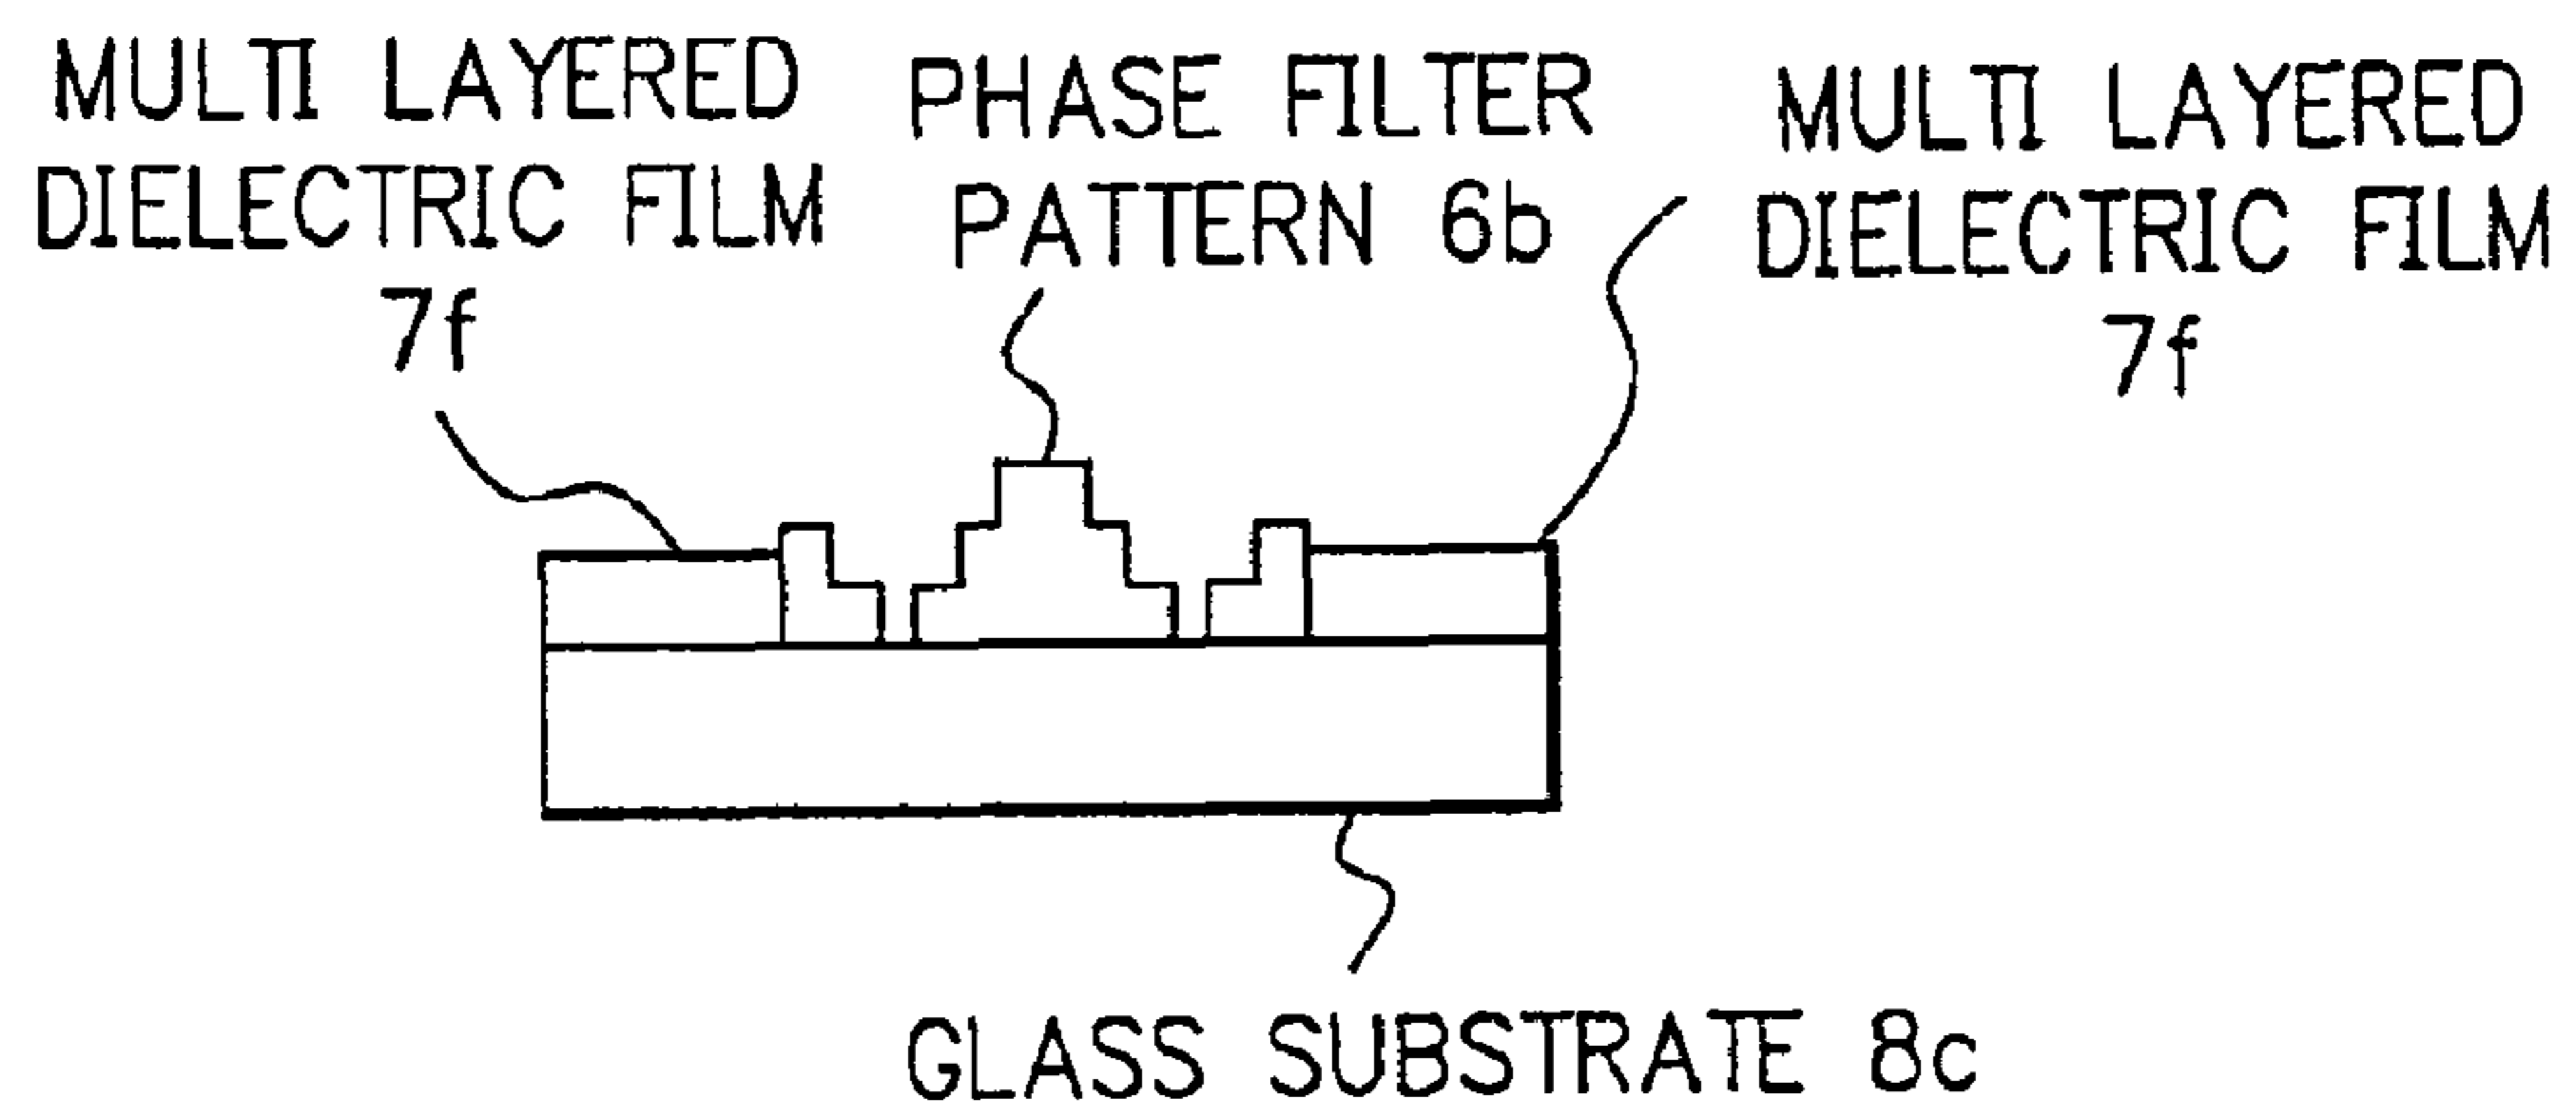 MULTI LAYERED
DIELECTRIC FILM
7f
PHASE FILTER
PATTERN 6b
MULTI LAYERED
DIELECTRIC FILM
7f
GLASS SUBSTRATE 8c